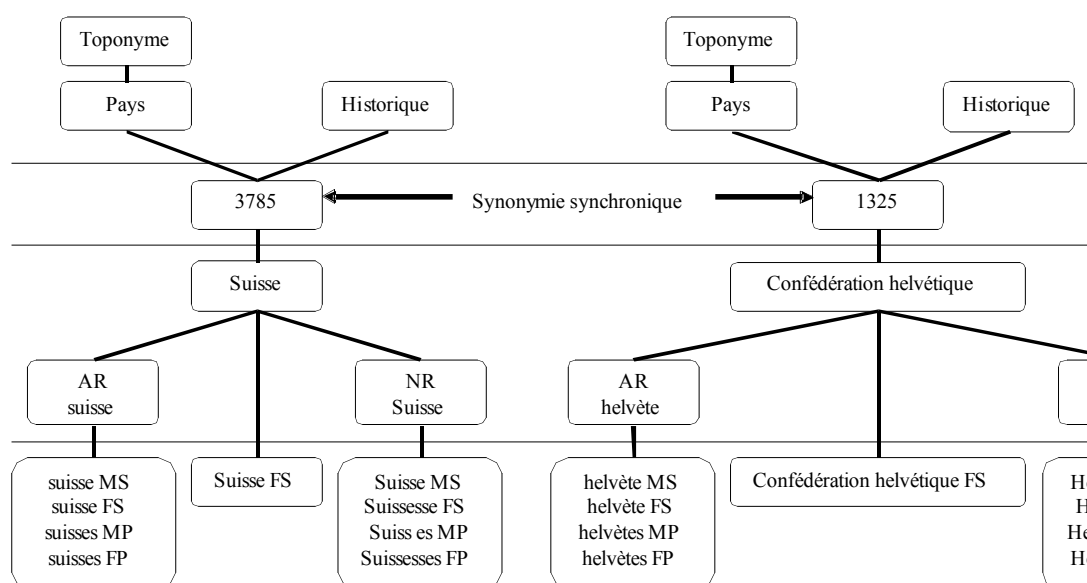 Toponyme
Toponyme
Pays
Historique
Pays
Historique
3785
Synonymie synchronique
1325
Suisse
Confédération helvétique
AR
suisse
NR
Suisse
AR
helvète
suisse MS
suisse FS
suisses MP
suisses FP
Suisse FS
Suisse MS
Suissesse FS
Suiss es MP
Suissesses FP
helvète MS
helvète FS
helvètes MP
helvètes FP
Confédération helvétique FS